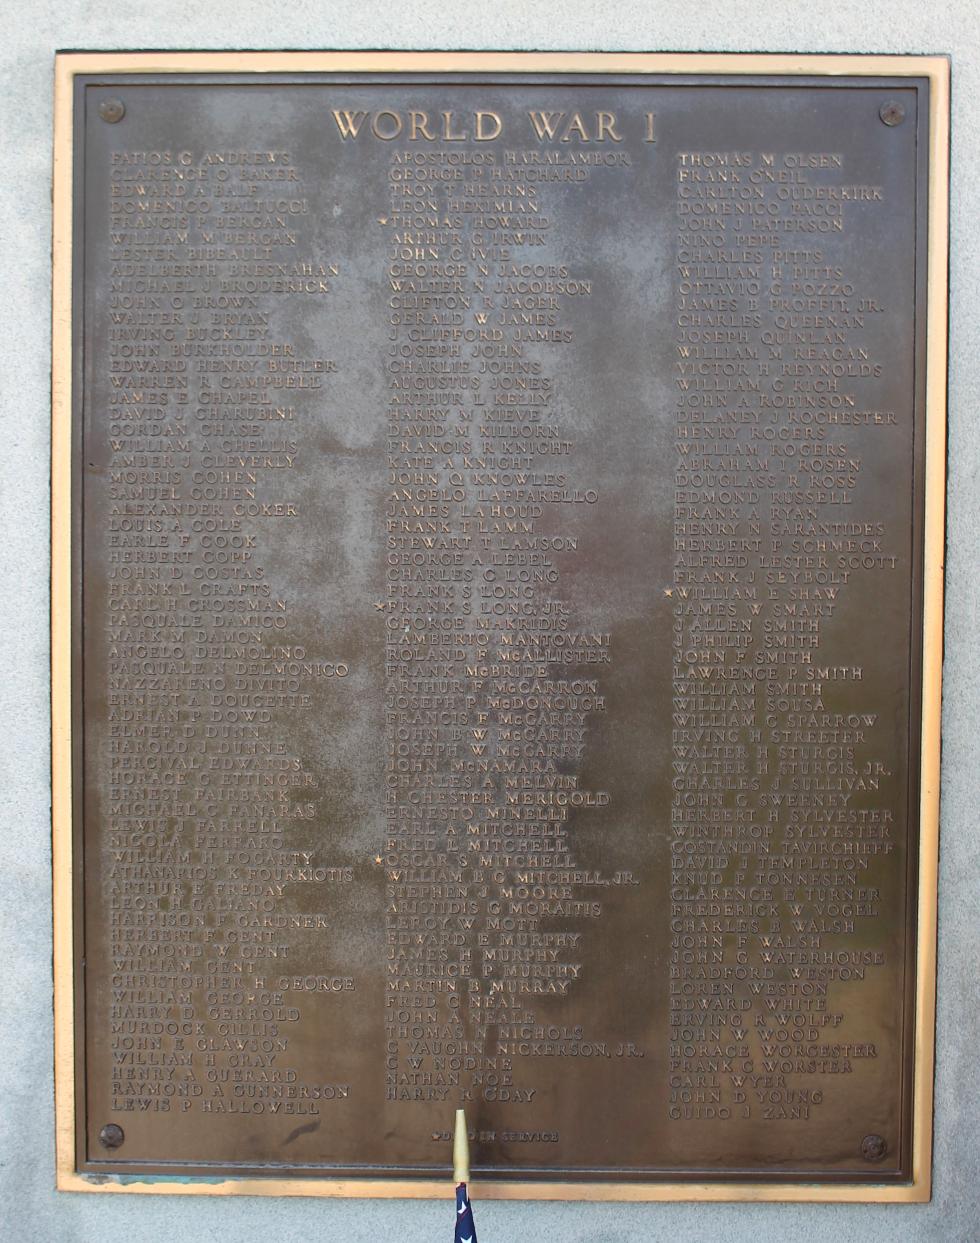 WORLD WAR I
FATIOS G ANDREWS
CLARENCE O BAKER
EDWARD A BALF
DOMENICO BALTUCCI
FRANCIS P BERGAN
WILLIAM M BERGAN
LESTER BIBEAULT
ADELBERTH BRESNAHAN
MICHAEL J BRODERICK
JOHN O BROWN
WALTER J BRYAN
IRVING BUCKLEY
JOHN BURKHOLDER
EDWARD HENRY BUTLER
WARREN R CAMPBELL
JAMES E CHAPEL
DAVID J CHARUBINI
GORDAN CHASE
WILLIAM A CHELLIS
AMBER J CLEVERLY
MORRIS COHEN
SAMUEL COHEN
ALEXANDER COKER
LOUIS A COLE
EARLE F COOK
HERBERT COPP
JOHN D COSTAS
FRANK L CRAFTS
CARL H CROSSMAN
PASQUALE DAMICO
MARK M DAMON
ANGELO DELMOLINO
PASQUALE N DELMONICO
NAZZARENO DIVITO
ERNEST A DOUCETTE
ADRIAN P DOWD
ELMER D DUNN
HAROLD J DUNNE
PERCIVAL EDWARDS
HORACE C ETTINGER
ERNEST FAIRBANK
MICHAEL C FANARAS
LEWIS J FARRELL
NICOLA FERRARO
WILLIAM H FOGARTY
ATHANARIOS K FOURKIOTIS
ARTHUR E FREDAY
LEON H GALIANO
HARRISON F GARDNER
HERBERT F GENT
RAYMOND W GENT
WILLIAM GENT
CHRISTOPHER H GEORGE
WILLIAM GEORGE
HARRY D GERROLD
MURDOCK GILLIS
JOHN E GLAWSON
WILLIAM H GRAY
HENRY A GUERARD
RAYMOND A GUNNERSON
LEWIS P HALLOWELL
APOSTOLOS HARALAMBOR
GEORGE P HATCHARD
TROY T HEARNS
LEON HEKIMIAN
★THOMAS HOWARD
ARTHUR G IRWIN
JOHN C IVIE
GEORGE N JACOBS
WALTER N JACOBSON
CLIFTON R JAGER
GERALD W JAMES
J CLIFFORD JAMES
JOSEPH JOHN
CHARLIE JOHNS
AUGUSTUS JONES
ARTHUR L KELLY
HARRY M KIEVE
DAVID M KILBORN
FRANCIS R KNIGHT
KATE A KNIGHT
JOHN Q KNOWLES
ANGELO LAFFARELLO
JAMES LAHOUD
FRANK T LAMM
STEWART T LAMSON
GEORGE A LEBEL
CHARLES C LONG
FRANK S LONG
★FRANK S LONG, JR.
GEORGE MAKRIDIS
LAMBERTO MANTOVANI
ROLAND F McALLISTER
FRANK McBRIDE
ARTHUR F McCARRON
JOSEPH P McDONOUGH
FRANCIS F McGARRY
JOHN B W McGARRY
JOSEPH W McGARRY
JOHN McNAMARA
CHARLES A MELVIN
H CHESTER MERIGOLD
ERNESTO MINELLI
EARL A MITCHELL
FRED L MITCHELL
★OSCAR S MITCHELL
WILLIAM B G MITCHELL, JR.
STEPHEN J MOORE
ARISTIDIS G MORAITIS
LEROY W MOTT
EDWARD E MURPHY
JAMES H MURPHY
MAURICE P MURPHY
MARTIN B MURRAY
FRED C NEAL
JOHN A NEALE
THOMAS N NICHOLS
C VAUGHN NICKERSON, JR.
C W NODINE
NATHAN NOE
HARRY R ODAY
THOMAS M OLSEN
FRANK O'NEIL
CARLTON OUDERKIRK
DOMENICO PACCI
JOHN J PATERSON
NINO PEPE
CHARLES PITTS
WILLIAM H PITTS
OTTAVIO G POZZO
JAMES B PROFFIT, JR.
CHARLES QUEENAN
JOSEPH QUINLAN
WILLIAM M REAGAN
VICTOR H REYNOLDS
WILLIAM C RICH
JOHN A ROBINSON
DELANEY J ROCHESTER
HENRY ROGERS
WILLIAM ROGERS
ABRAHAM I ROSEN
DOUGLASS R ROSS
EDMOND RUSSELL
FRANK A RYAN
HENRY N SARANTIDES
HERBERT P SCHMECK
ALFRED LESTER SCOTT
FRANK J SEYBOLT
★WILLIAM E SHAW
JAMES W SMART
J ALLEN SMITH
J PHILIP SMITH
JOHN F SMITH
LAWRENCE P SMITH
WILLIAM SMITH
WILLIAM SOUSA
WILLIAM C SPARROW
IRVING H STREETER
WALTER H STURGIS
WALTER H STURGIS, JR.
CHARLES J SULLIVAN
JOHN G SWEENEY
HERBERT H SYLVESTER
WINTHROP SYLVESTER
COSTANDIN TAVIRCHIEFF
DAVID J TEMPLETON
KNUD P TONNESEN
CLARENCE E TURNER
FREDERICK W VOGEL
CHARLES B WALSH
JOHN F WALSH
JOHN G WATERHOUSE
BRADFORD WESTON
LOREN WESTON
EDWARD WHITE
ERVING R WOLFF
JOHN W WOOD
HORACE WORCESTER
FRANK C WORSTER
CARL WYER
JOHN D YOUNG
GUIDO J ZANI
IN SERVICE